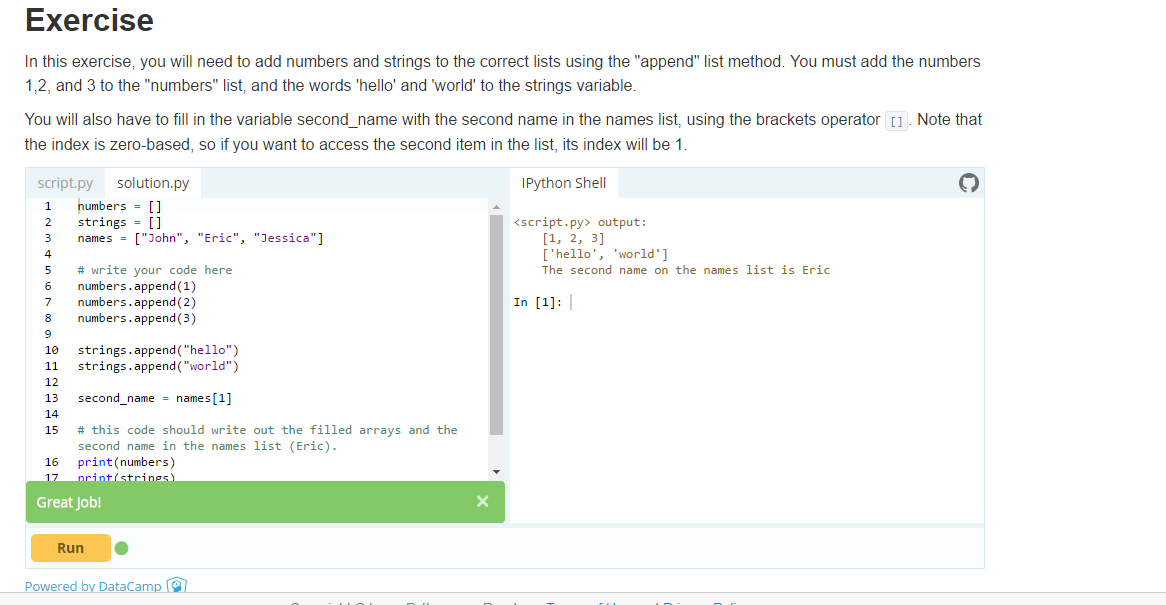 Exercise
In this exercise, you will need to add numbers and strings to the correct lists using the "append" list method. You must add the numbers
1,2, and 3 to the "numbers" list, and the words 'hello' and 'world' to the strings variable.
You will also have to fill in the variable second_name with the second name in the names list, using the brackets operator []. Note that
the index is zero-based, so if you want to access the second item in the list, its index will be 1.
script.py solution.py
1 numbers = []
2 strings = []
3 names = ["John", "Eric", "Jessica"]
4
5 # write your code here
6 numbers.append(1)
7 numbers.append(2)
8 numbers.append(3)
9
10 strings.append("hello")
11 strings.append("world")
12
13 second_name = names[1]
14
15 # this code should write out the filled arrays and the
second name in the names list (Eric).
16 print(numbers)
17 print(strings)
Great Job!
×
Run
IPython Shell
<script.py> output:
[1, 2, 3]
['hello', 'world']
The second name on the names list is Eric
In [1]:
Powered by DataCamp